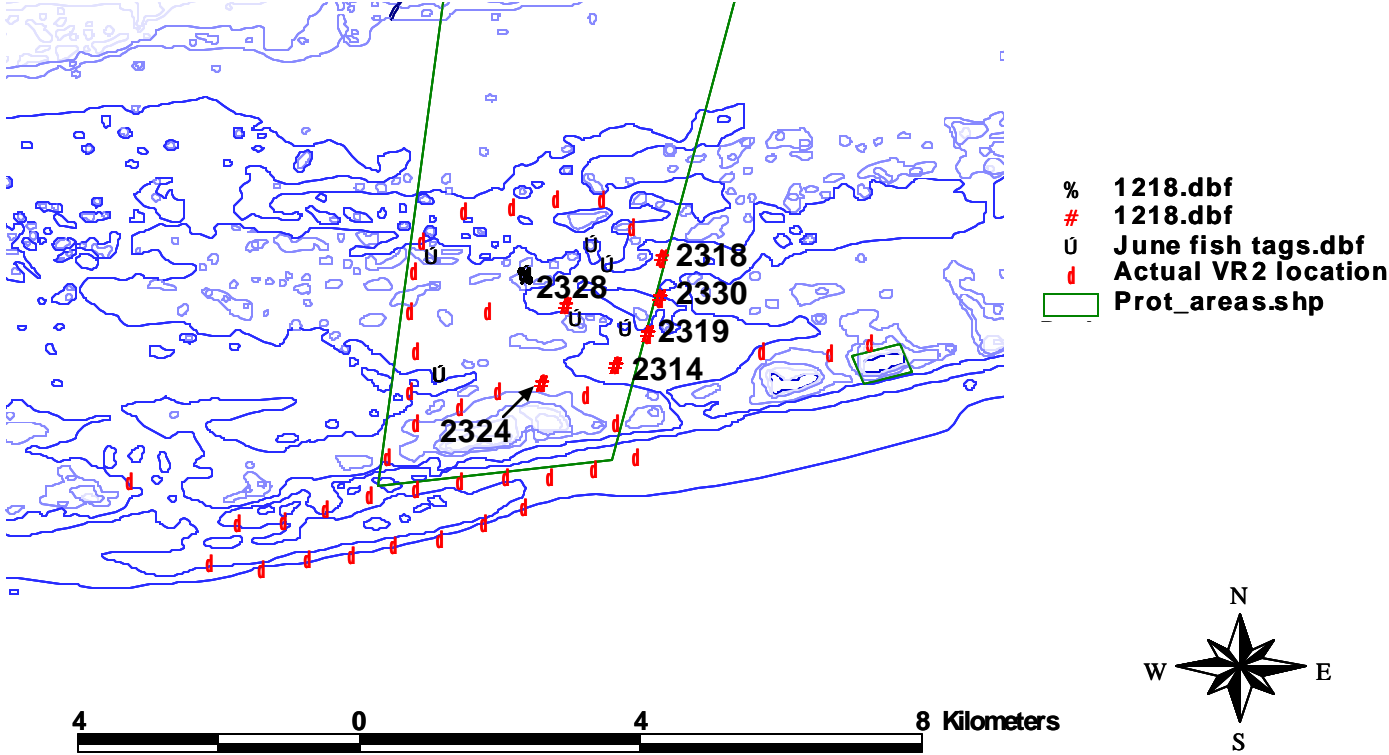 2318
2328
2330
2319
2314
2324
% 1218.dbf
# 1218.dbf
Ú June fish tags.dbf
d Actual VR2 location
Prot_areas.shp
N
W E
S
4 0 4 8 Kilometers